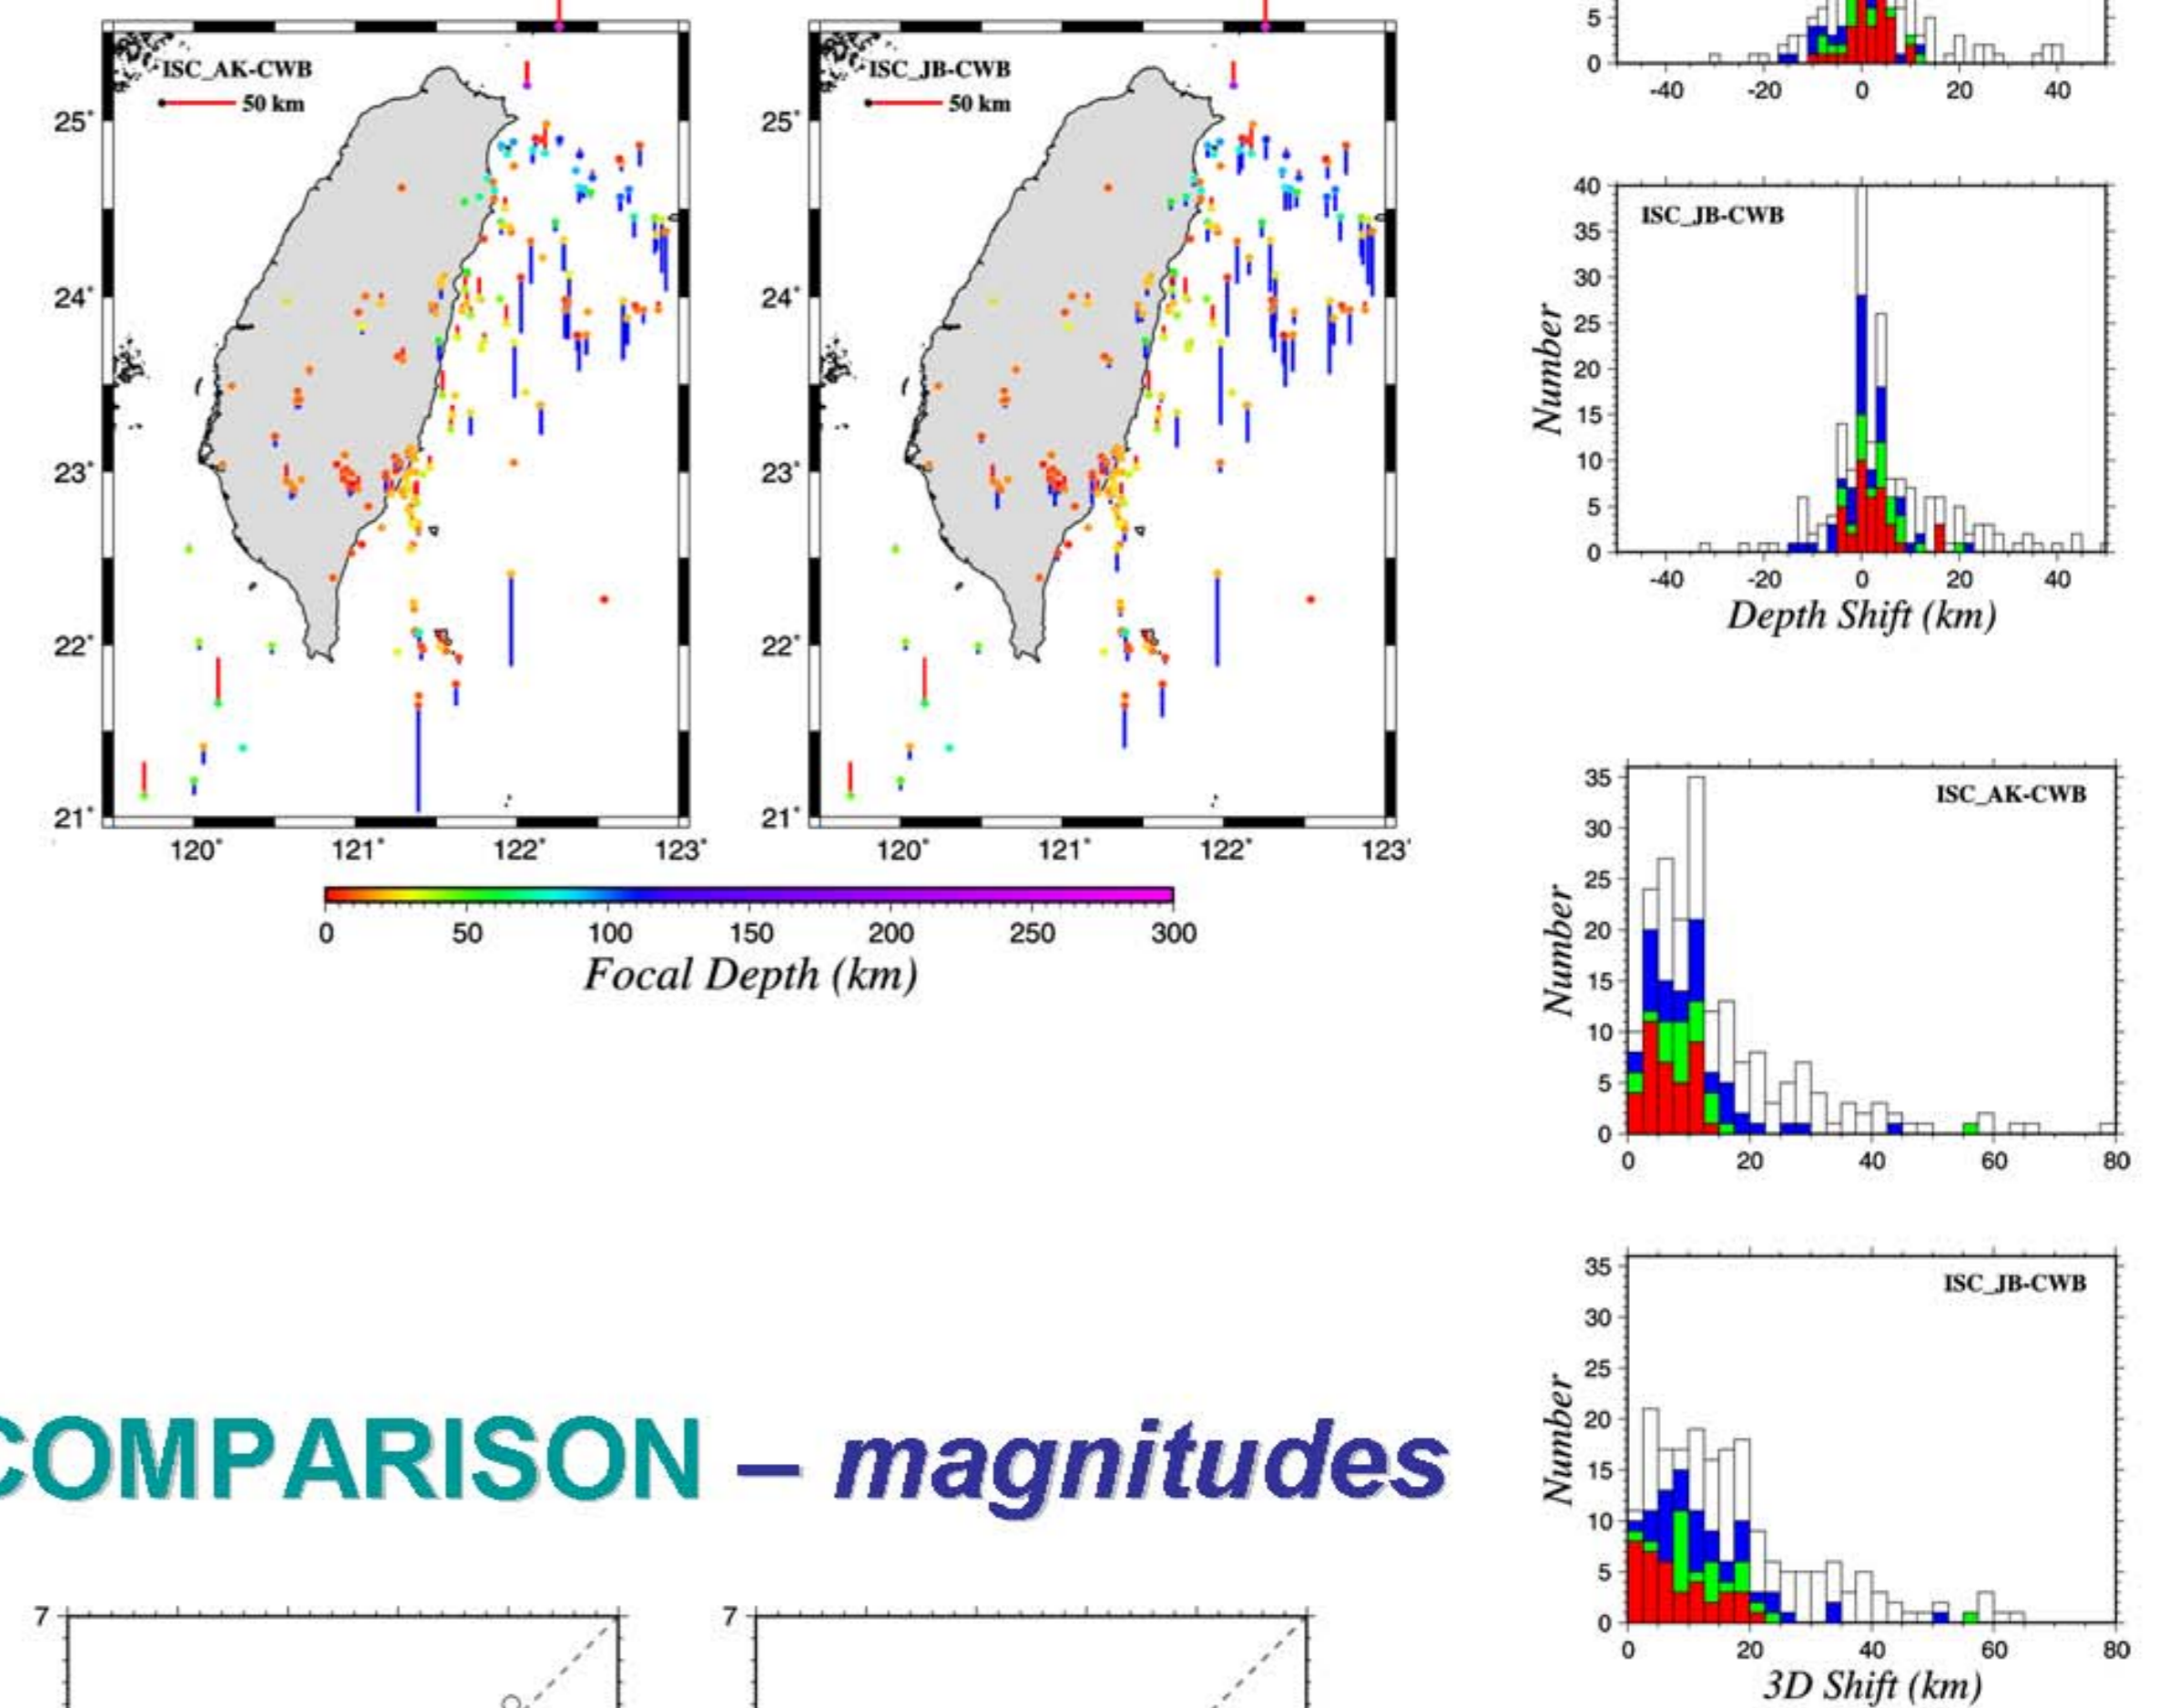 ISC_AK-CWB
50 km
25°
24°
23°
22°
21°
120° 121° 122° 123°
ISC_JB-CWB
50 km
25°
24°
23°
22°
21°
120° 121° 122° 123°
0 50 100 150 200 250 300
Focal Depth (km)
5
0
-40 -20 0 20 40
ISC_JB-CWB
40
35
30
25
20
15
10
5
0
Number
-40 -20 0 20 40
Depth Shift (km)
ISC_AK-CWB
35
30
25
20
15
10
5
0
Number
0 20 40 60 80
ISC_JB-CWB
35
30
25
20
15
10
5
0
Number
0 20 40 60 80
3D Shift (km)
COMPARISON – magnitudes
7
7